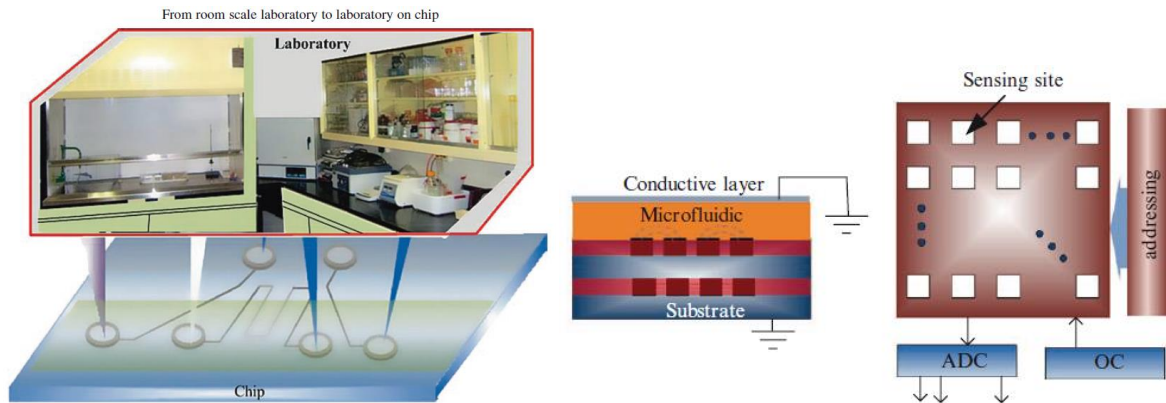 From room scale laboratory to laboratory on chip
Laboratory
Chip
Conductive layer
Microfluidic
Substrate
Sensing site
addressing
ADC
OC